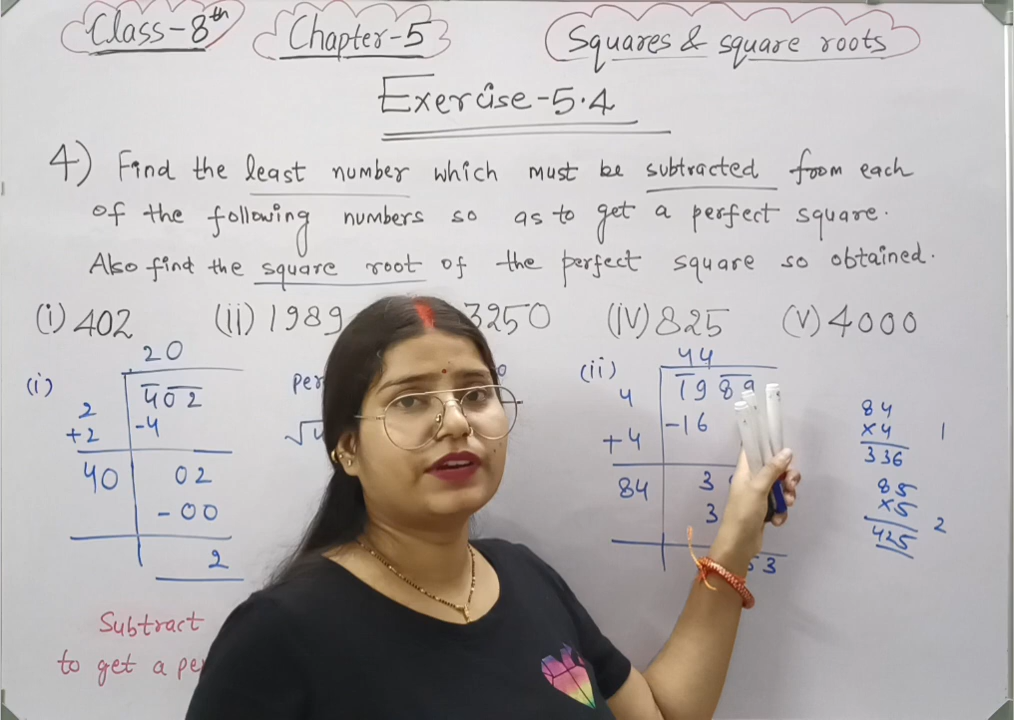 Class-8th Chapter-5 Squares & square roots
Exercise-5.4
4) Find the least number which must be subtracted from each
of the following numbers so as to get a perfect square.
Also find the square root of the perfect square so obtained.
(i) 402 (ii) 1989 3250 (iv) 825 (v) 4000
(i)
20
2 402
+2 -4
40 02
-00
2
Subtract
to get a
(ii)
44
4 1989
+4 -16
84 3
3
53
84
×4 1
336
85
×5 2
425